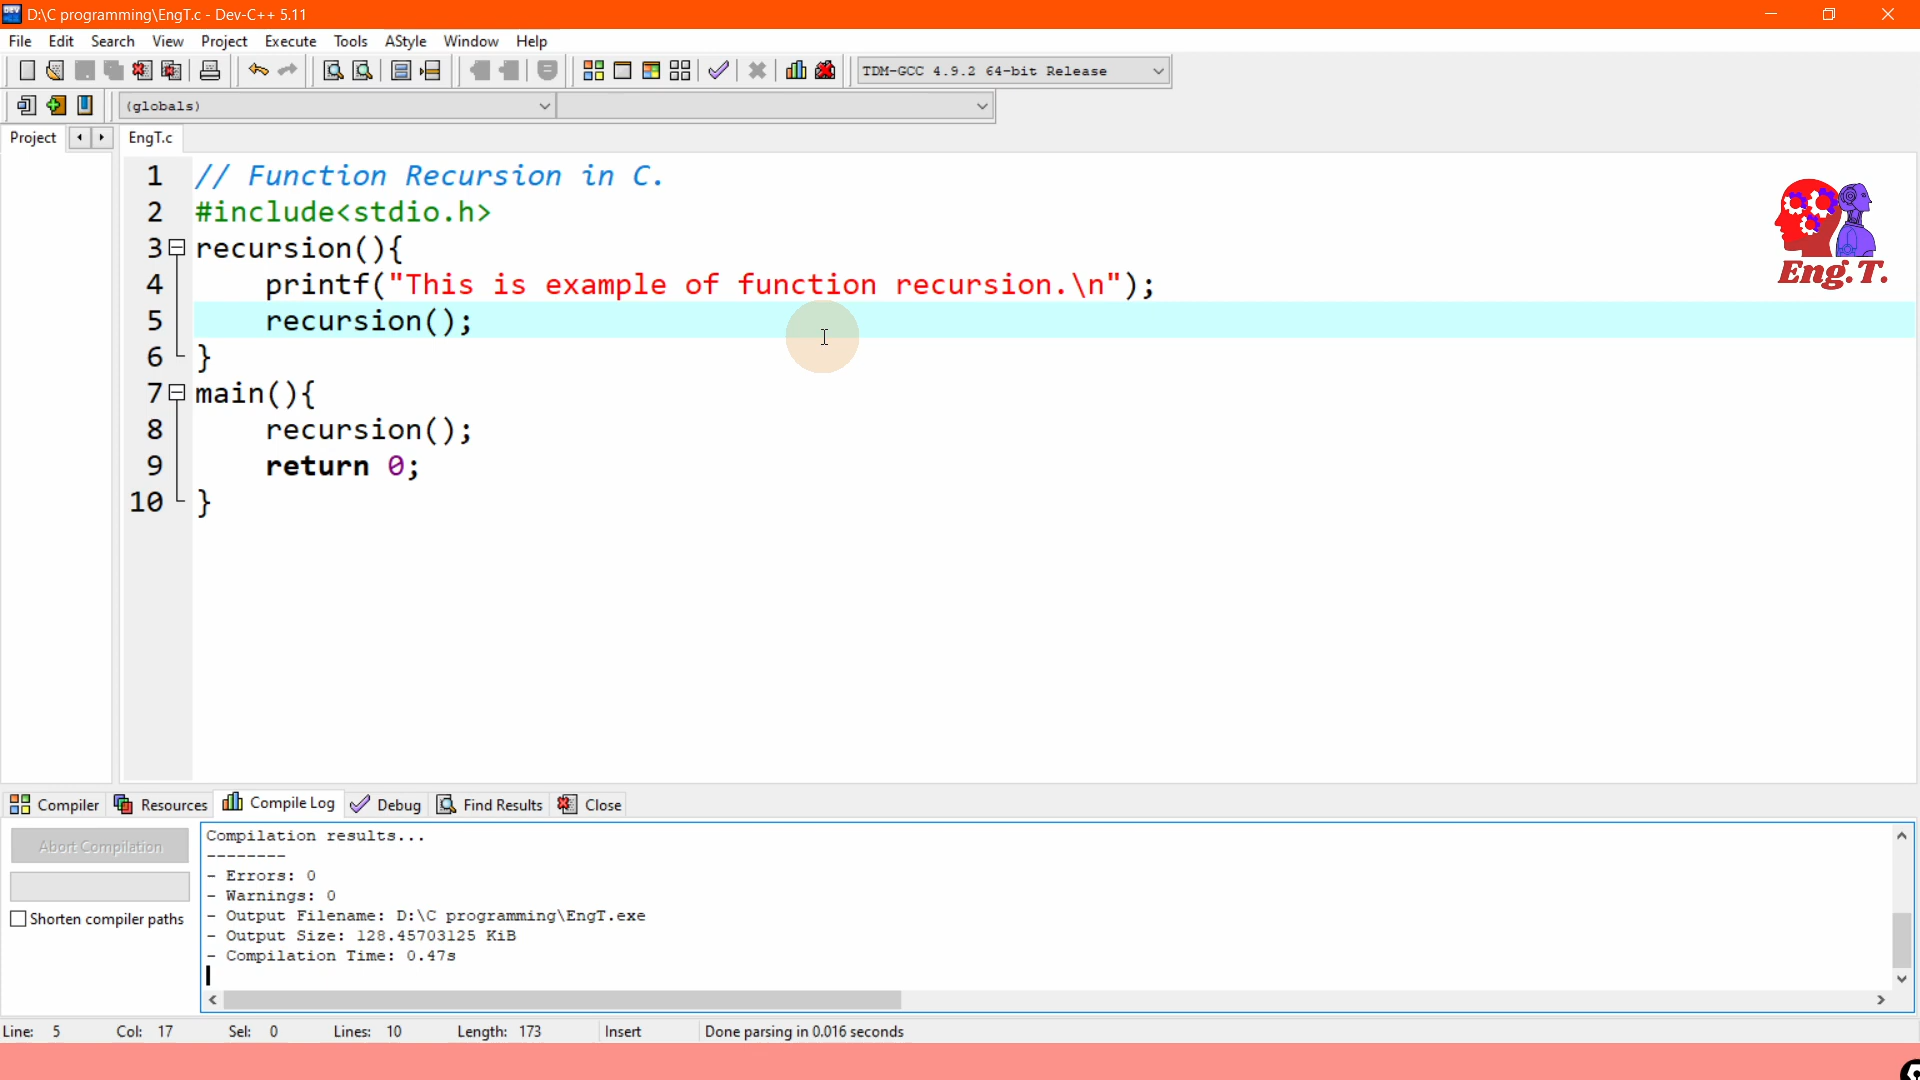 D:\C programming\EngT.c - Dev-C++ 5.11
File Edit Search View Project Execute Tools AStyle Window Help
TDM-GCC 4.9.2 64-bit Release
(globals)
Project EngT.c
1 // Function Recursion in C.
2 #include<stdio.h>
3 recursion(){
4 printf("This is example of function recursion.\n");
5 recursion();
6 }
7 main(){
8 recursion();
9 return 0;
10 }
Eng.T.
Compiler Resources Compile Log Debug Find Results Close
Abort Compilation
Shorten compiler paths
Compilation results...
--------
- Errors: 0
- Warnings: 0
- Output Filename: D:\C programming\EngT.exe
- Output Size: 128.45703125 KiB
- Compilation Time: 0.47s
Line: 5 Col: 17 Sel: 0 Lines: 10 Length: 173 Insert Done parsing in 0.016 seconds